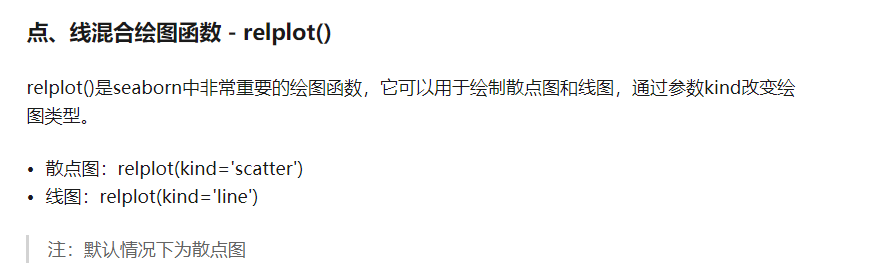 点、线混合绘图函数 - relplot()
relplot()是seaborn中非常重要的绘图函数，它可以用于绘制散点图和线图，通过参数kind改变绘
图类型。
• 散点图：relplot(kind='scatter')
• 线图：relplot(kind='line')
注：默认情况下为散点图